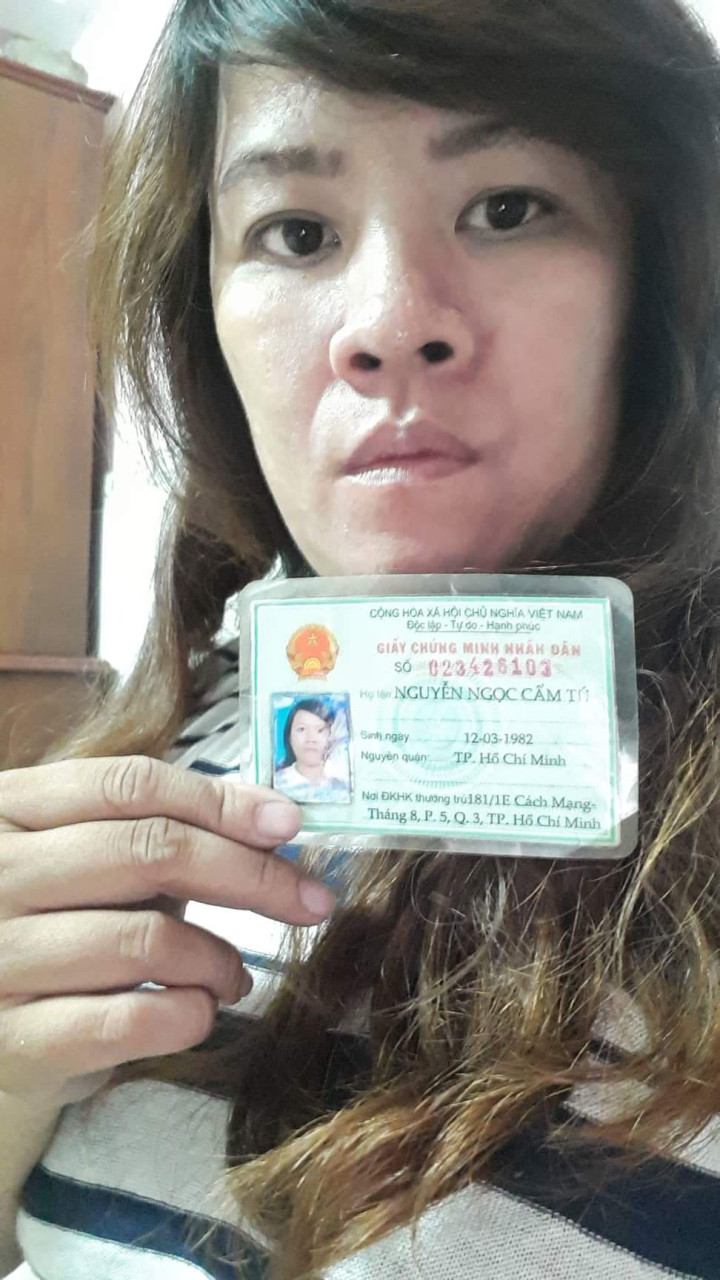 CỘNG HÒA XÃ HỘI CHỦ NGHĨA VIỆT NAM
Độc lập - Tự do - Hạnh phúc
GIẤY CHỨNG MINH NHÂN DÂN
SỐ 023426103
Họ tên NGUYỄN NGỌC CẨM TÚ
Sinh ngày 12-03-1982
Nguyên quán TP. Hồ Chí Minh
Nơi ĐKHK thường trú 181/1E Cách Mạng-
Tháng 8, P. 5, Q. 3, TP. Hồ Chí Minh